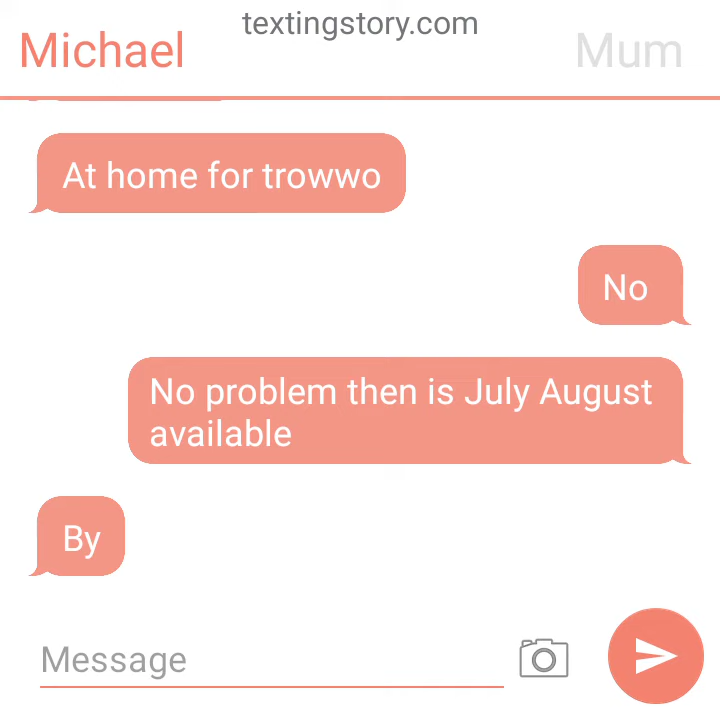 textingstory.com
Michael
Mum
At home for trowwo
No
No problem then is July August
available
By
Message